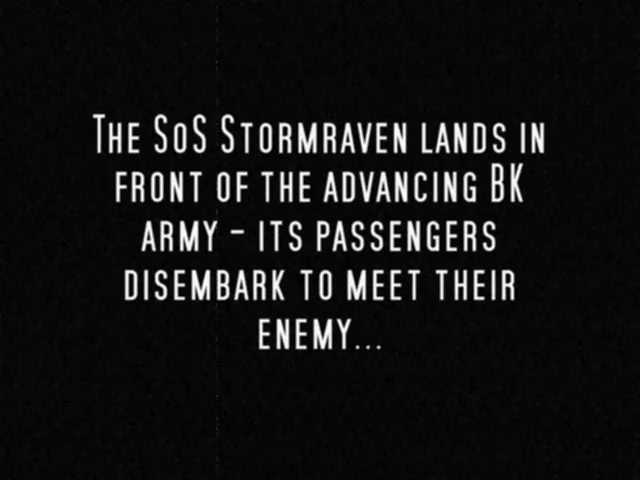 The SoS Stormraven lands in
front of the advancing BK
army - its passengers
disembark to meet their
enemy...